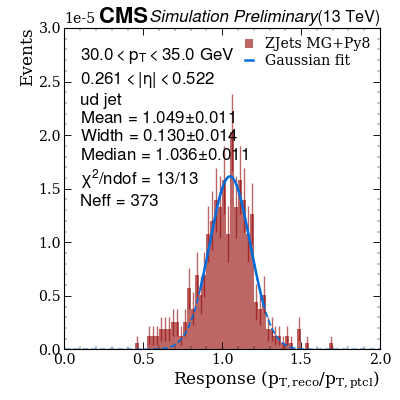 1e-5 CMS Simulation Preliminary (13 TeV)
Events
3.0
2.5
2.0
1.5
1.0
0.5
0.0
30.0 < p_T < 35.0 GeV
0.261 < |η| < 0.522
ud jet
Mean = 1.049±0.011
Width = 0.130±0.014
Median = 1.036±0.011
χ²/ndof = 13/13
Neff = 373
ZJets MG+Py8
Gaussian fit
0.0 0.5 1.0 1.5 2.0
Response (p_T,reco/p_T,ptcl)